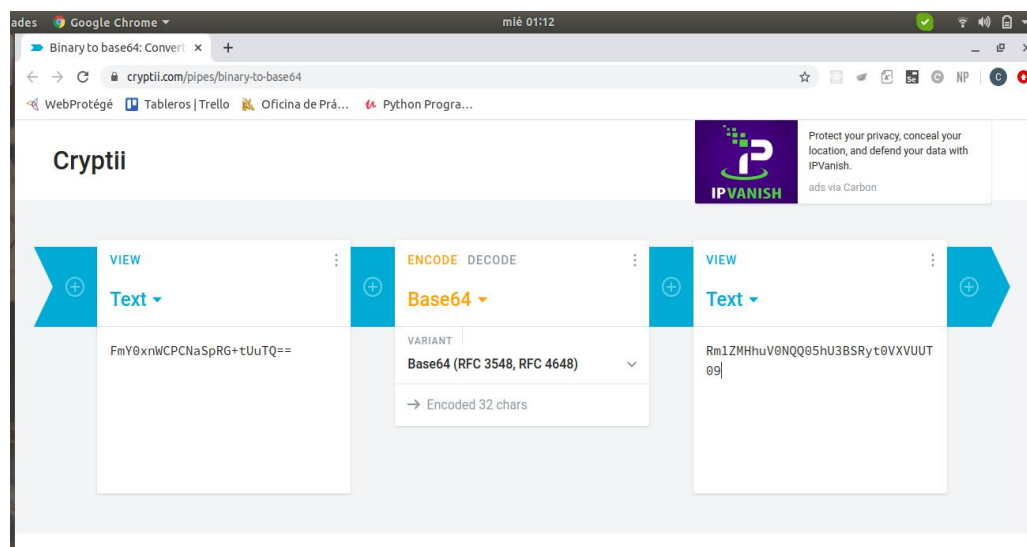 ades Google Chrome mié 01:12
Binary to base64: Convert × +
cryptii.com/pipes/binary-to-base64 Se NP C
WebProtégé Tableros | Trello Oficina de Prá... Python Progra...
Cryptii
IPVANISH
Protect your privacy, conceal your
location, and defend your data with
IPVanish.
ads via Carbon
VIEW
Text
FmY0xnWCPCNaSpRG+tUuTQ==
ENCODE DECODE
Base64
VARIANT
Base64 (RFC 3548, RFC 4648)
→ Encoded 32 chars
VIEW
Text
Rm1ZMHhuV0NQQ05hU3BSRyt0VXVUUT
09